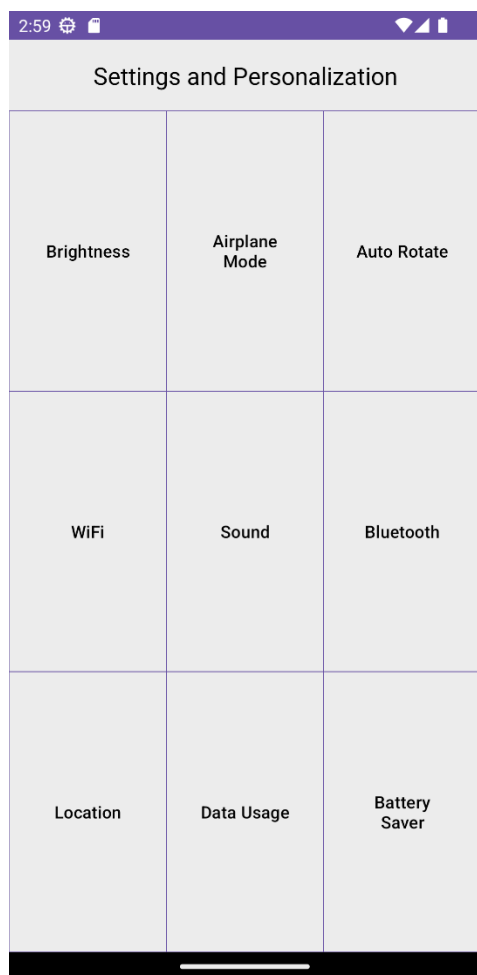 2:59
Settings and Personalization
Brightness
Airplane
Mode
Auto Rotate
WiFi
Sound
Bluetooth
Location
Data Usage
Battery
Saver